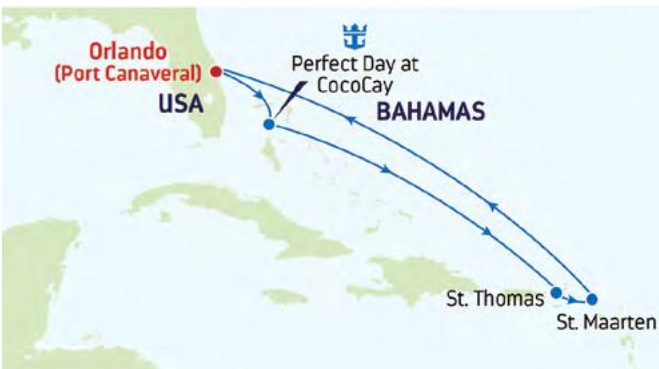 Orlando
(Port Canaveral)
USA
Perfect Day at
CocoCay
BAHAMAS
St. Thomas
St. Maarten